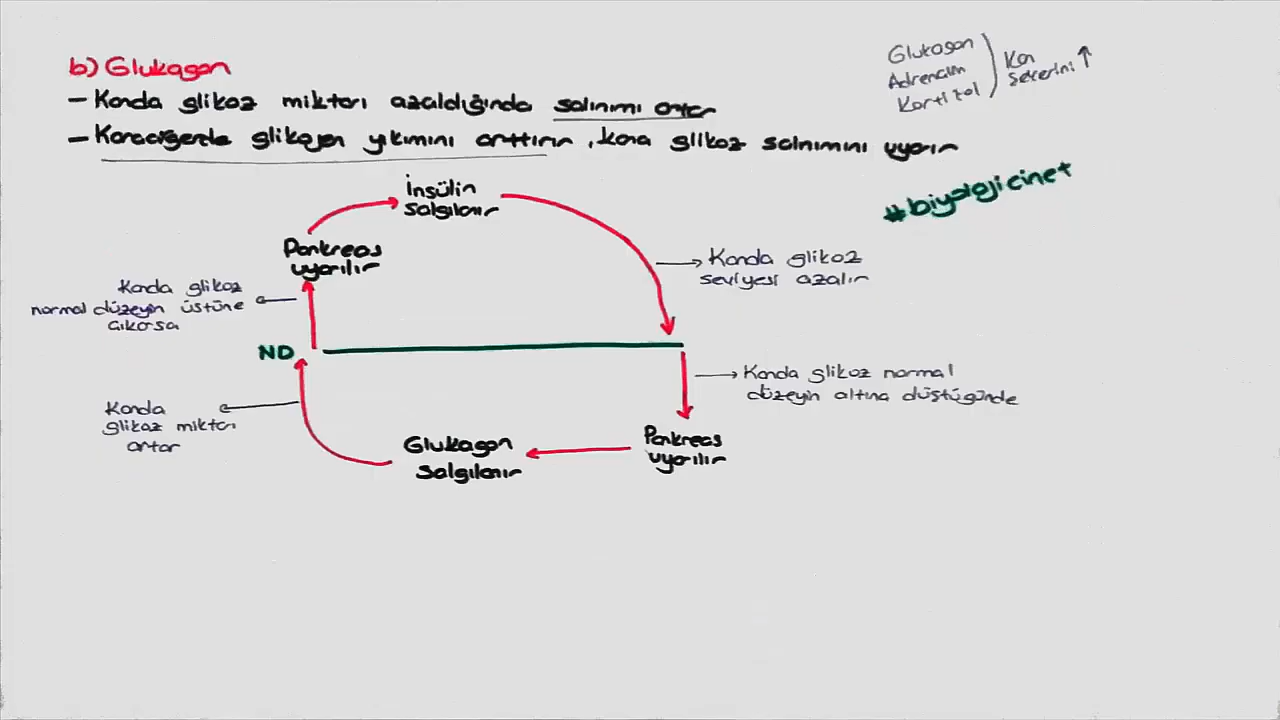 b) Glukagon
- Kanda glikoz miktarı azaldığında salınımı artar
- Karaciğerde glikojen yıkımını arttırır, kana glikoz salınımını uyarır
Glukagon
Adrenalin
Kortizol
Kan
şekerini ↑
#biyolojicinet
İnsülin
salgılanır
Pankreas
uyarılır
Kanda glikoz
seviyesi azalır
Kanda glikoz
normal düzeyin üstüne
çıkarsa
ND
Kanda glikoz normal
düzeyin altına düştüğünde
Kanda
glikoz miktarı
artar
Glukagon
salgılanır
Pankreas
uyarılır